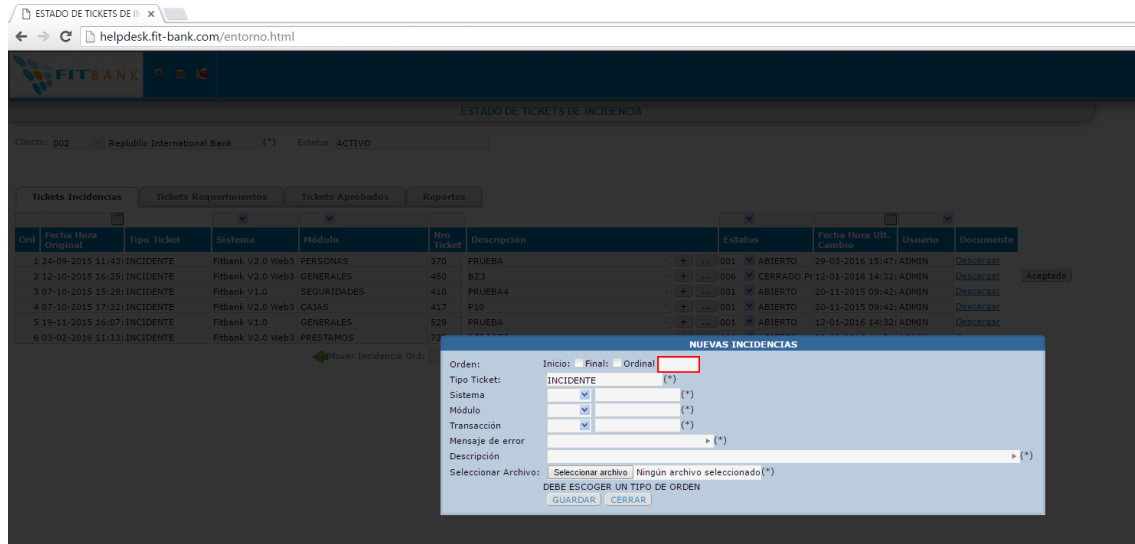 ESTADO DE TICKETS DE IN
helpdesk.fit-bank.com/entorno.html
FITBANK
ESTADO DE TICKETS DE INCIDENCIA
Cliente: 002 Republic International Bank (*) Estatus ACTIVO
Tickets Incidencias Tickets Requerimientos Tickets Aprobados Reportes
Ord Fecha Hora Original Tipo Ticket Sistema Módulo Nro Ticket Descripción Estatus Fecha Hora Ult. Cambio Usuario Documento
1 24-09-2015 11:43: INCIDENTE Fitbank V2.0 Web3 PERSONAS 370 PRUEBA + ... 001 ABIERTO 29-03-2016 15:47: ADMIN Descargar
2 12-10-2015 16:25: INCIDENTE Fitbank V2.0 Web3 GENERALES 450 BZ3 + ... 006 CERRADO P 12-01-2016 14:32: ADMIN Descargar Aceptado
3 07-10-2015 15:29: INCIDENTE Fitbank V1.0 SEGURIDADES 410 PRUEBA4 + ... 001 ABIERTO 20-11-2015 09:42: ADMIN Descargar
4 07-10-2015 17:32: INCIDENTE Fitbank V2.0 Web3 CAJAS 417 P10 + ... 001 ABIERTO 20-11-2015 09:42: ADMIN Descargar
5 19-11-2015 16:07: INCIDENTE Fitbank V1.0 GENERALES 529 PRUEBA + ... 001 ABIERTO 12-01-2016 14:32: ADMIN Descargar
6 03-02-2016 11:13: INCIDENTE Fitbank V2.0 Web3 PRESTAMOS
Mover Incidencia Ord:
NUEVAS INCIDENCIAS
Orden: Inicio: Final: Ordinal
Tipo Ticket: INCIDENTE (*)
Sistema (*)
Módulo (*)
Transacción (*)
Mensaje de error (*)
Descripción (*)
Seleccionar Archivo: Seleccionar archivo Ningún archivo seleccionado (*)
DEBE ESCOGER UN TIPO DE ORDEN
GUARDAR CERRAR